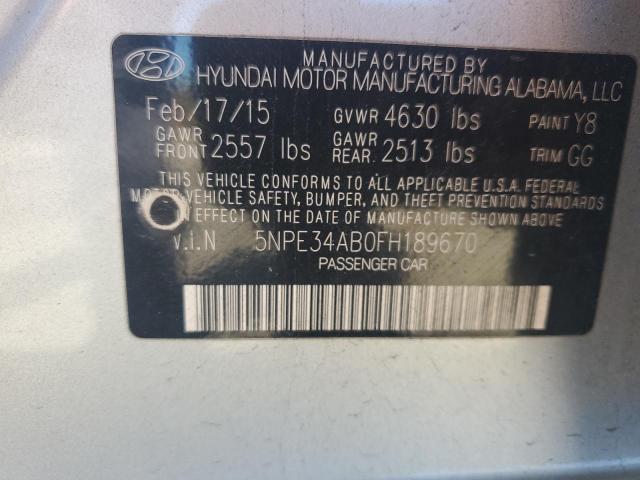 MANUFACTURED BY
HYUNDAI MOTOR MANUFACTURING ALABAMA, LLC
Feb/17/15 GVWR 4630 lbs PAINT Y8
GAWR FRONT 2557 lbs GAWR REAR. 2513 lbs TRIM GG
THIS VEHICLE CONFORMS TO ALL APPLICABLE U.S.A. FEDERAL
MOTOR VEHICLE SAFETY, BUMPER, AND THEFT PREVENTION STANDARDS
IN EFFECT ON THE DATE OF MANUFACTURE SHOWN ABOVE.
V.I.N 5NPE34AB0FH189670
PASSENGER CAR